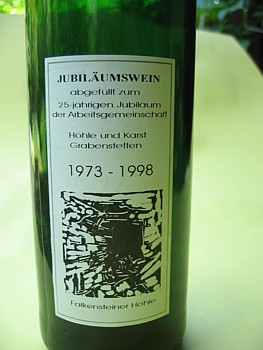 JUBILÄUMSWEIN
abgefüllt zum
25-jährigen Jubiläum
der Arbeitsgemeinschaft
Höhle und Karst
Grabenstetten
1973 - 1998
Falkensteiner Höhle